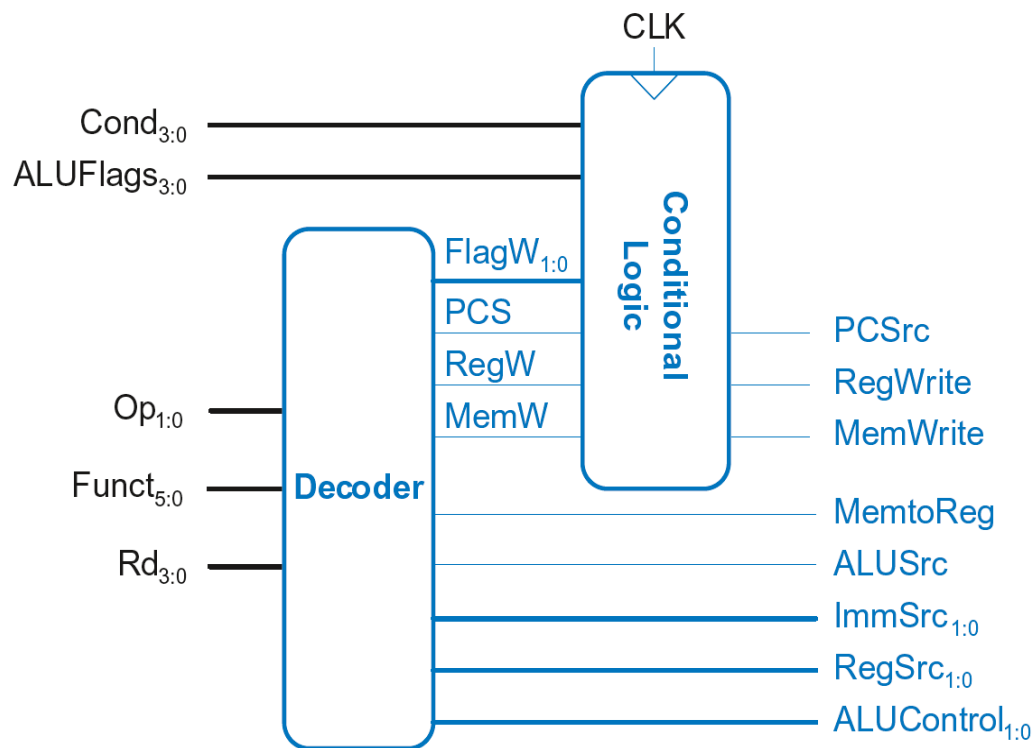 CLK
Cond3:0
ALUFlags3:0
Conditional
Logic
FlagW1:0
PCS
RegW
MemW
PCSrc
RegWrite
MemWrite
Op1:0
Funct5:0
Rd3:0
Decoder
MemtoReg
ALUSrc
ImmSrc1:0
RegSrc1:0
ALUControl1:0